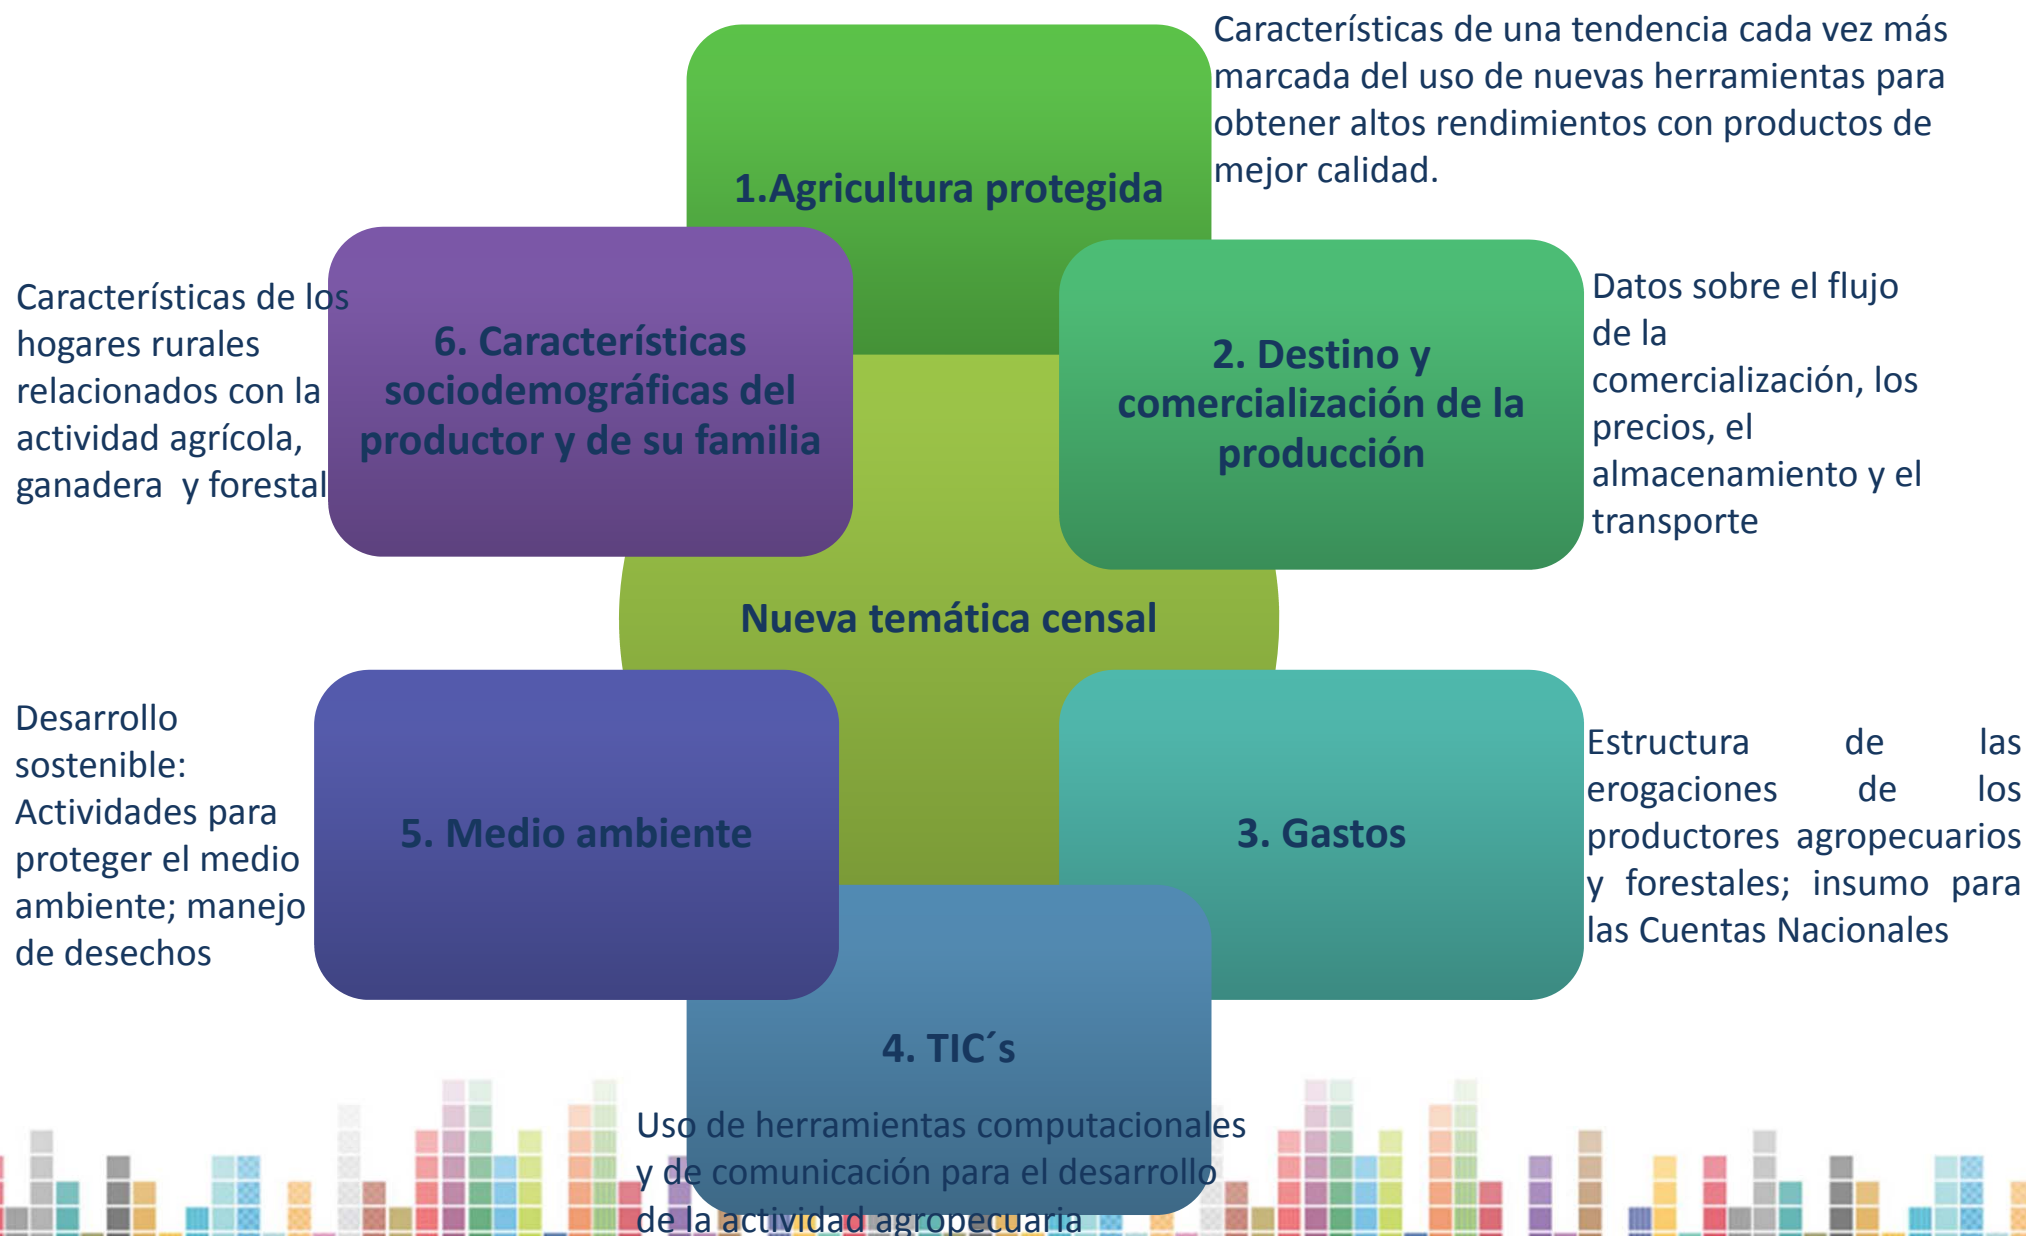 Características de una tendencia cada vez más
marcada del uso de nuevas herramientas para
obtener altos rendimientos con productos de
mejor calidad.
1.Agricultura protegida
Características de los
hogares rurales
relacionados con la
actividad agrícola,
ganadera y forestal
6. Características
sociodemográficas del
productor y de su familia
2. Destino y
comercialización de la
producción
Datos sobre el flujo
de la
comercialización, los
precios, el
almacenamiento y el
transporte
Nueva temática censal
Desarrollo
sostenible:
Actividades para
proteger el medio
ambiente; manejo
de desechos
5. Medio ambiente
3. Gastos
Estructura de las
erogaciones de los
productores agropecuarios
y forestales; insumo para
las Cuentas Nacionales
4. TIC´s
Uso de herramientas computacionales
y de comunicación para el desarrollo
de la actividad agropecuaria